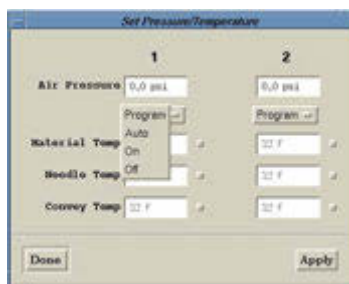 Set Pressure/Temperature
1 2
Air Pressure 0.0 psi 0.0 psi
Program Program
Auto
Material Temp 32 F
On
Needle Temp 32 F
Off
Convey Temp 32 F 32 F
Done Apply